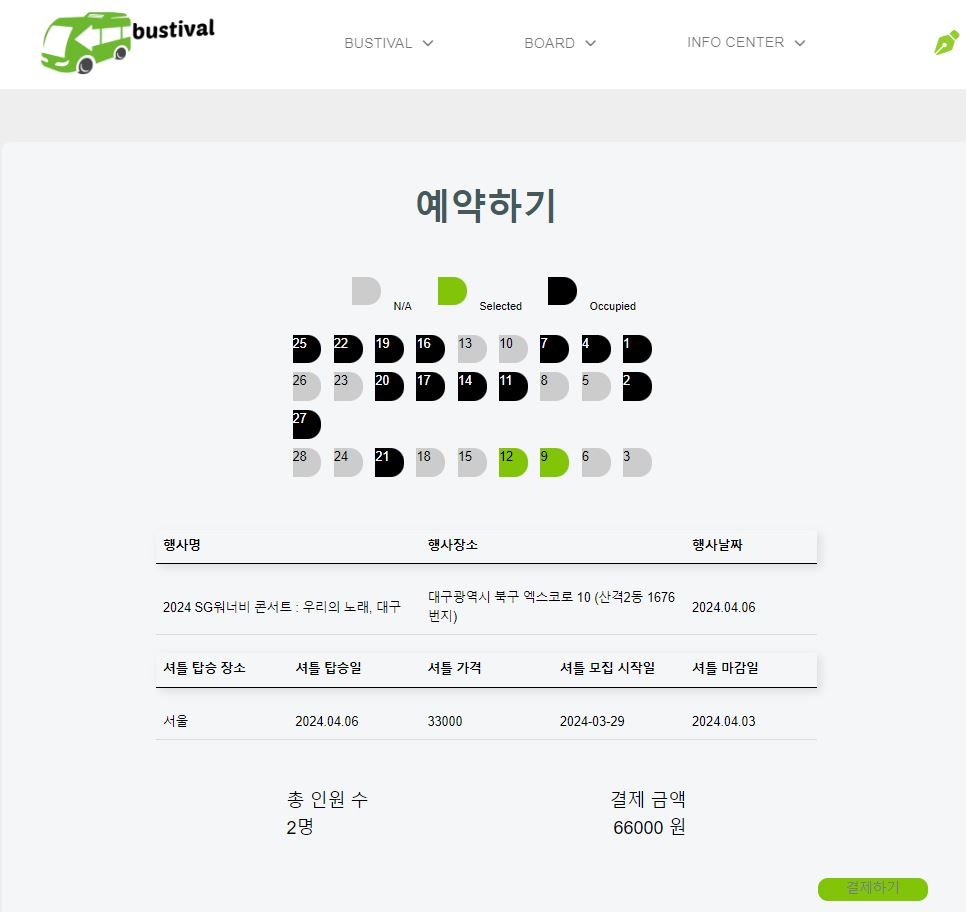 bustival
BUSTIVAL BOARD INFO CENTER
예약하기
N/A Selected Occupied
25 22 19 16 13 10 7 4 1
26 23 20 17 14 11 8 5 2
27
28 24 21 18 15 12 9 6 3
행사명 행사장소 행사날짜
2024 SG워너비 콘서트 : 우리의 노래, 대구 대구광역시 북구 엑스코로 10 (산격2동 1676 2024.04.06
번지)
셔틀 탑승 장소 셔틀 탑승일 셔틀 가격 셔틀 모집 시작일 셔틀 마감일
서울 2024.04.06 33000 2024-03-29 2024.04.03
총 인원 수 결제 금액
2명 66000 원
결제하기